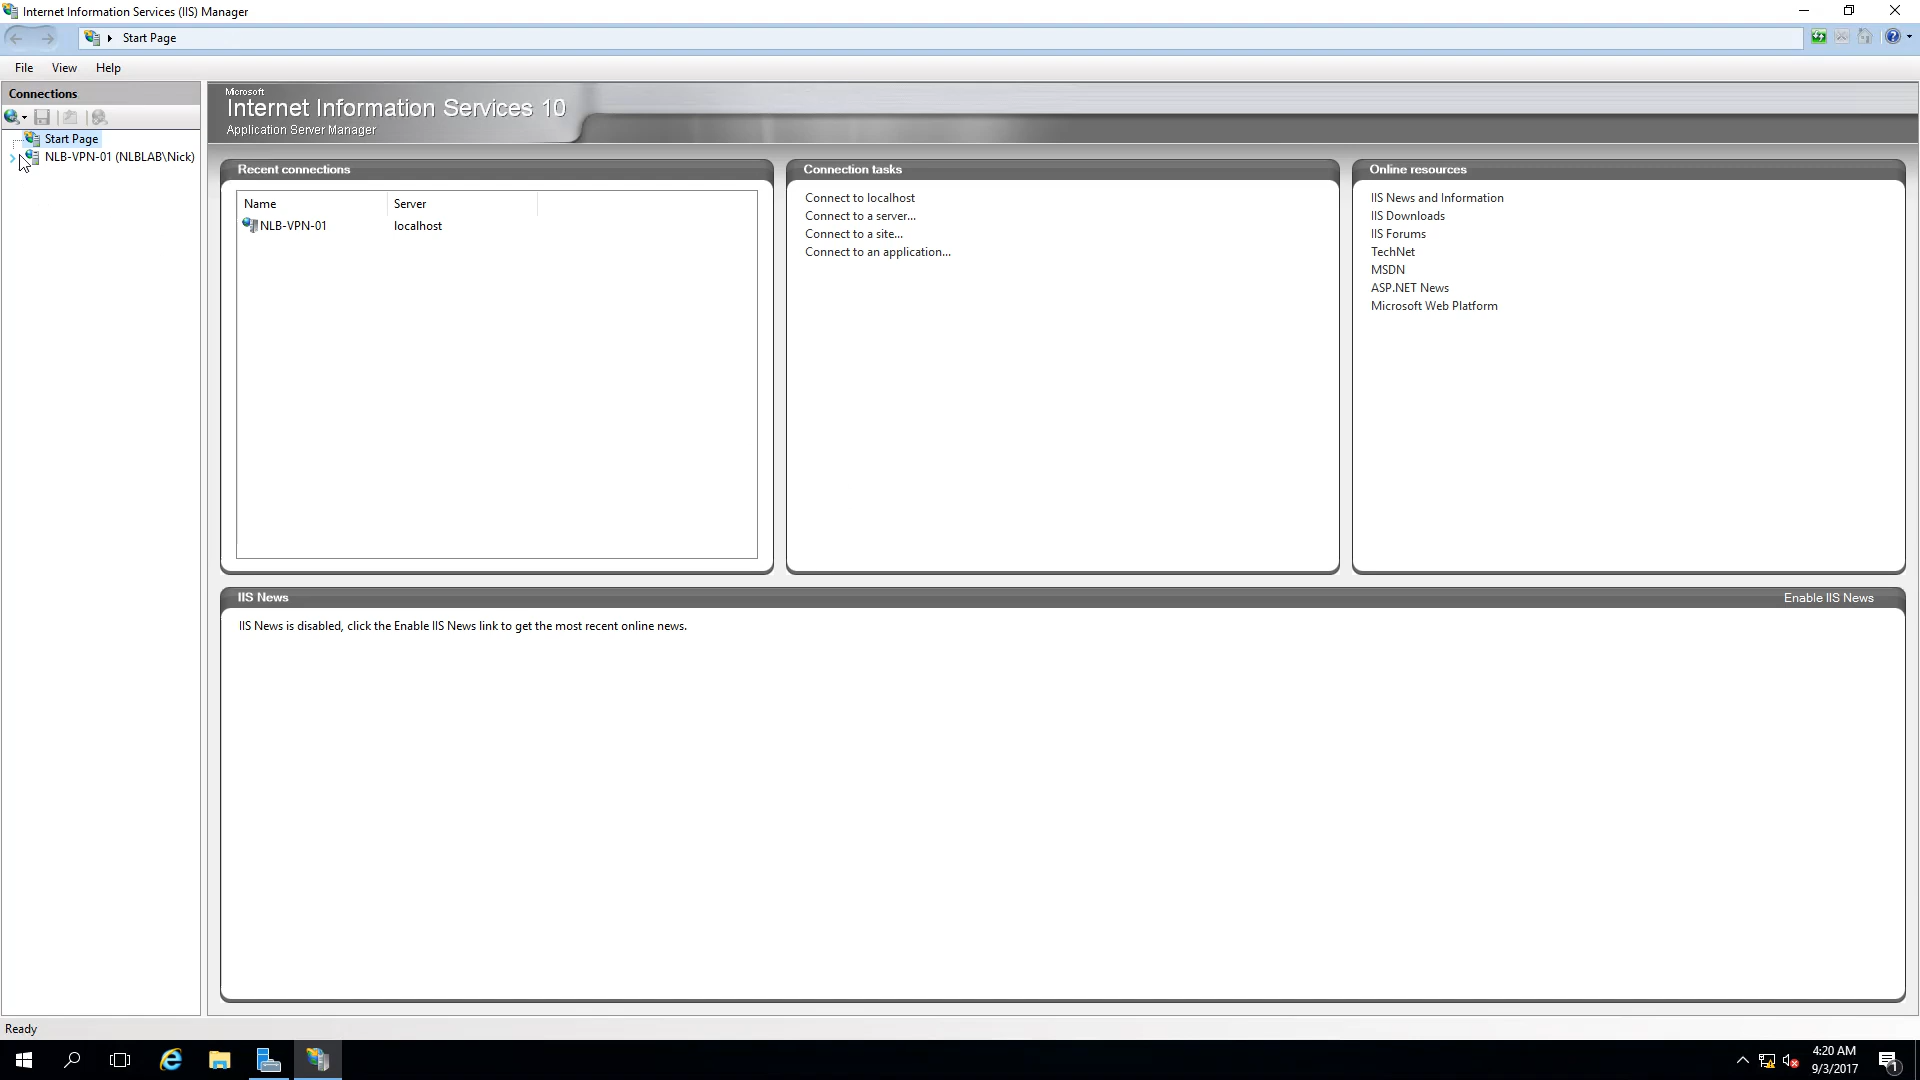 Internet Information Services (IIS) Manager
Start Page
File View Help
Connections
Start Page
NLB-VPN-01 (NLBLAB\Nick)
Microsoft
Internet Information Services 10
Application Server Manager
Recent connections
Name Server
NLB-VPN-01 localhost
Connection tasks
Connect to localhost
Connect to a server...
Connect to a site...
Connect to an application...
Online resources
IIS News and Information
IIS Downloads
IIS Forums
TechNet
MSDN
ASP.NET News
Microsoft Web Platform
IIS News Enable IIS News
IIS News is disabled, click the Enable IIS News link to get the most recent online news.
Ready
4:20 AM
9/3/2017
1